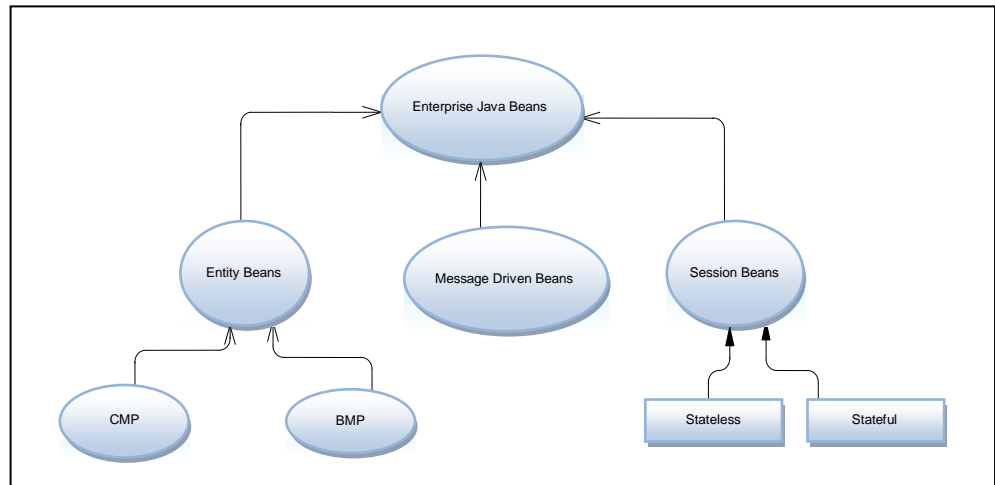 Enterprise Java Beans
Entity Beans
Message Driven Beans
Session Beans
CMP
BMP
Stateless
Stateful